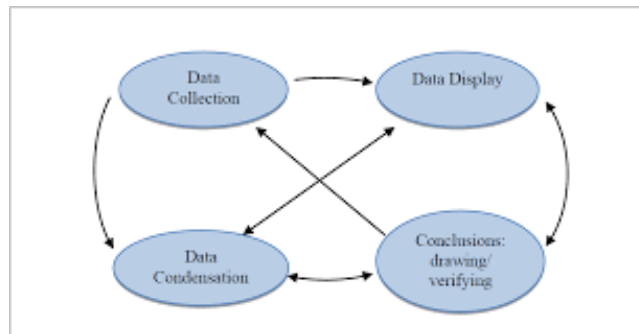 Data
Collection
Data Display
Data
Condensation
Conclusions:
drawing/
verifying